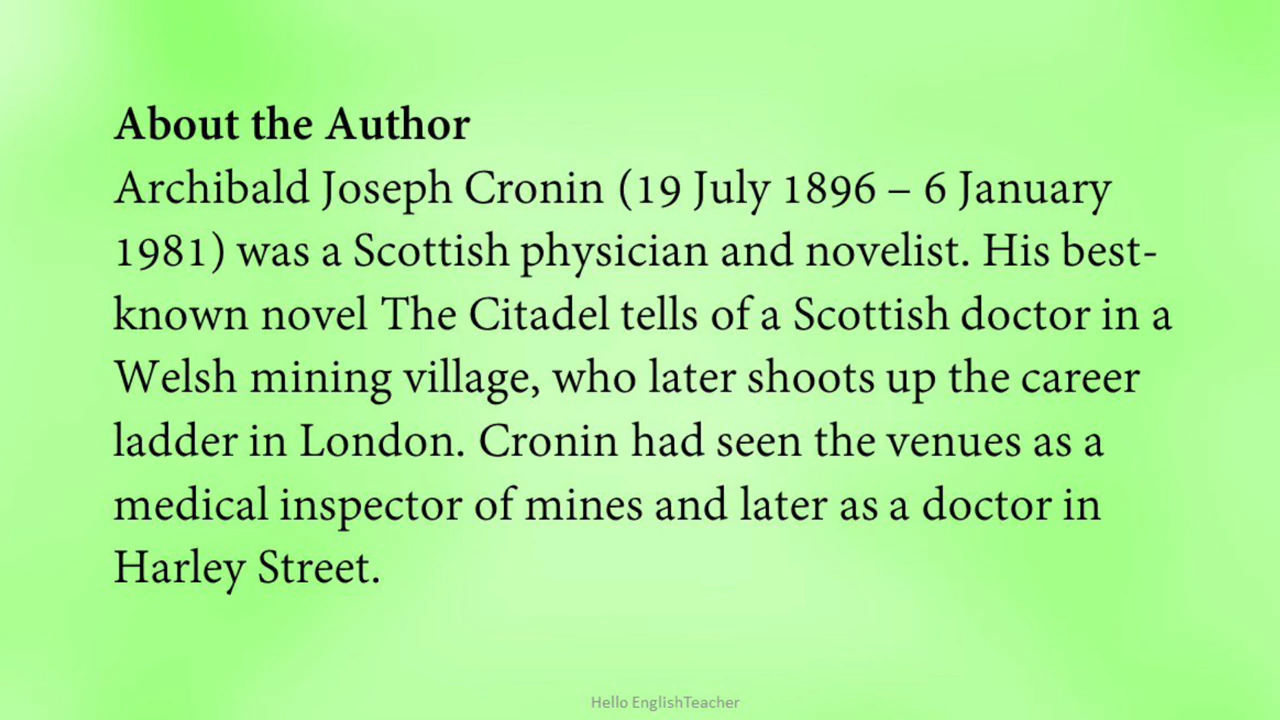 About the Author
Archibald Joseph Cronin (19 July 1896 – 6 January
1981) was a Scottish physician and novelist. His best-
known novel The Citadel tells of a Scottish doctor in a
Welsh mining village, who later shoots up the career
ladder in London. Cronin had seen the venues as a
medical inspector of mines and later as a doctor in
Harley Street.
Hello EnglishTeacher